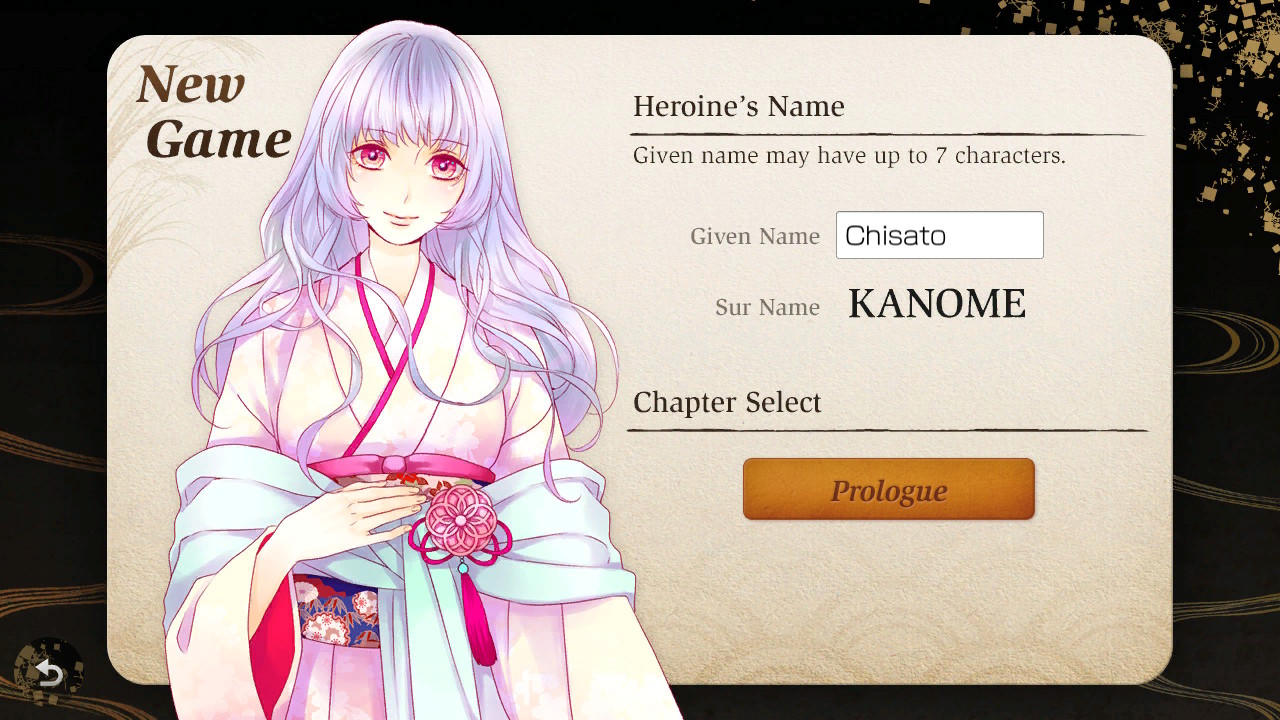 New
Game
Heroine's Name
Given name may have up to 7 characters.
Given Name Chisato
Sur Name KANOME
Chapter Select
Prologue